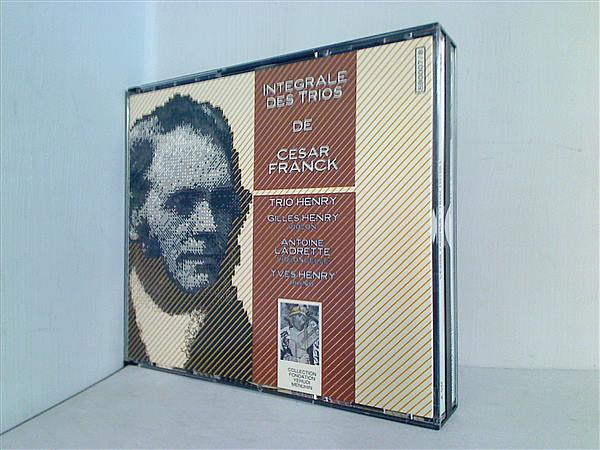 INTEGRALE
DES TRIOS
DE
CESAR
FRANCK
TRIO HENRY
GILLES HENRY
VIOLON
ANTOINE
LADRETTE
VIOLONCELLE
YVES HENRY
PIANO
COLLECTION
FONDATION
YEHUDI
MENUHIN